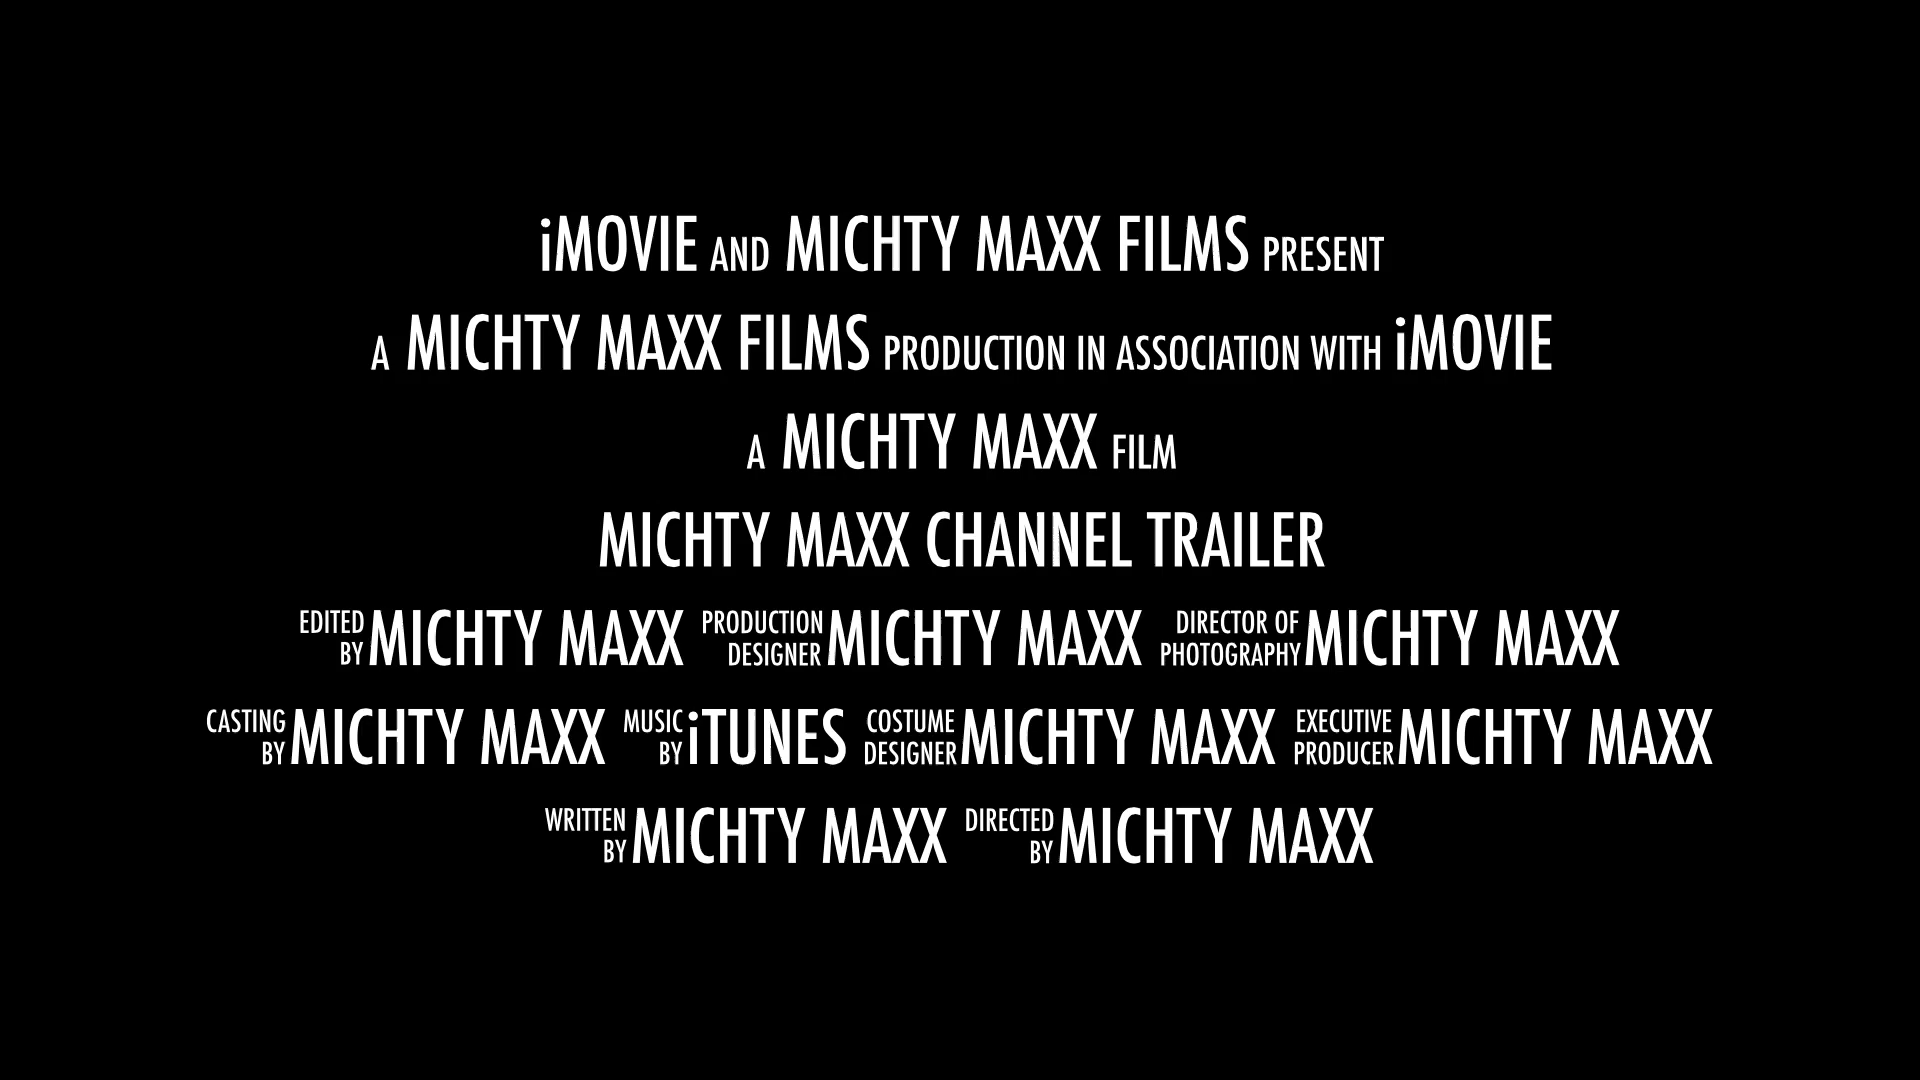 iMOVIE AND MICHTY MAXX FILMS PRESENT
A MICHTY MAXX FILMS PRODUCTION IN ASSOCIATION WITH iMOVIE
A MICHTY MAXX FILM
MICHTY MAXX CHANNEL TRAILER
EDITED BY MICHTY MAXX PRODUCTION DESIGNER MICHTY MAXX DIRECTOR OF PHOTOGRAPHY MICHTY MAXX
CASTING BY MICHTY MAXX MUSIC BY iTUNES COSTUME DESIGNER MICHTY MAXX EXECUTIVE PRODUCER MICHTY MAXX
WRITTEN BY MICHTY MAXX DIRECTED BY MICHTY MAXX